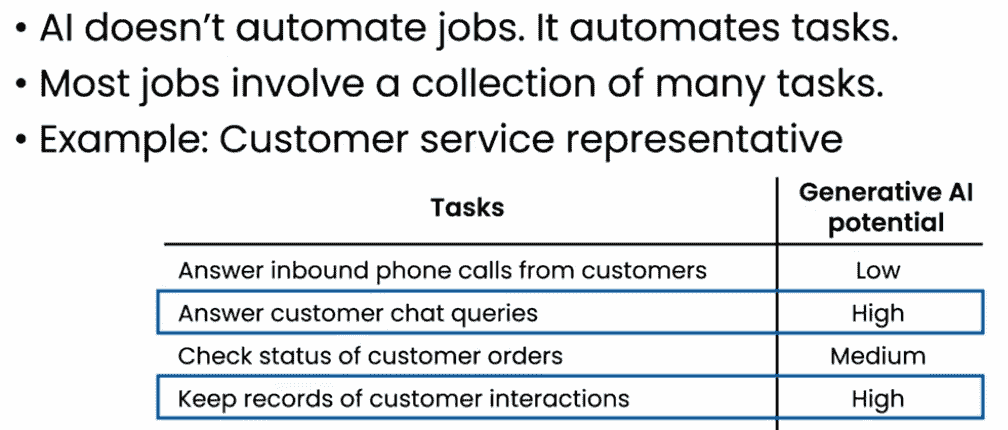 • AI doesn’t automate jobs. It automates tasks.
• Most jobs involve a collection of many tasks.
• Example: Customer service representative
Tasks Generative AI potential
Answer inbound phone calls from customers Low
Answer customer chat queries High
Check status of customer orders Medium
Keep records of customer interactions High